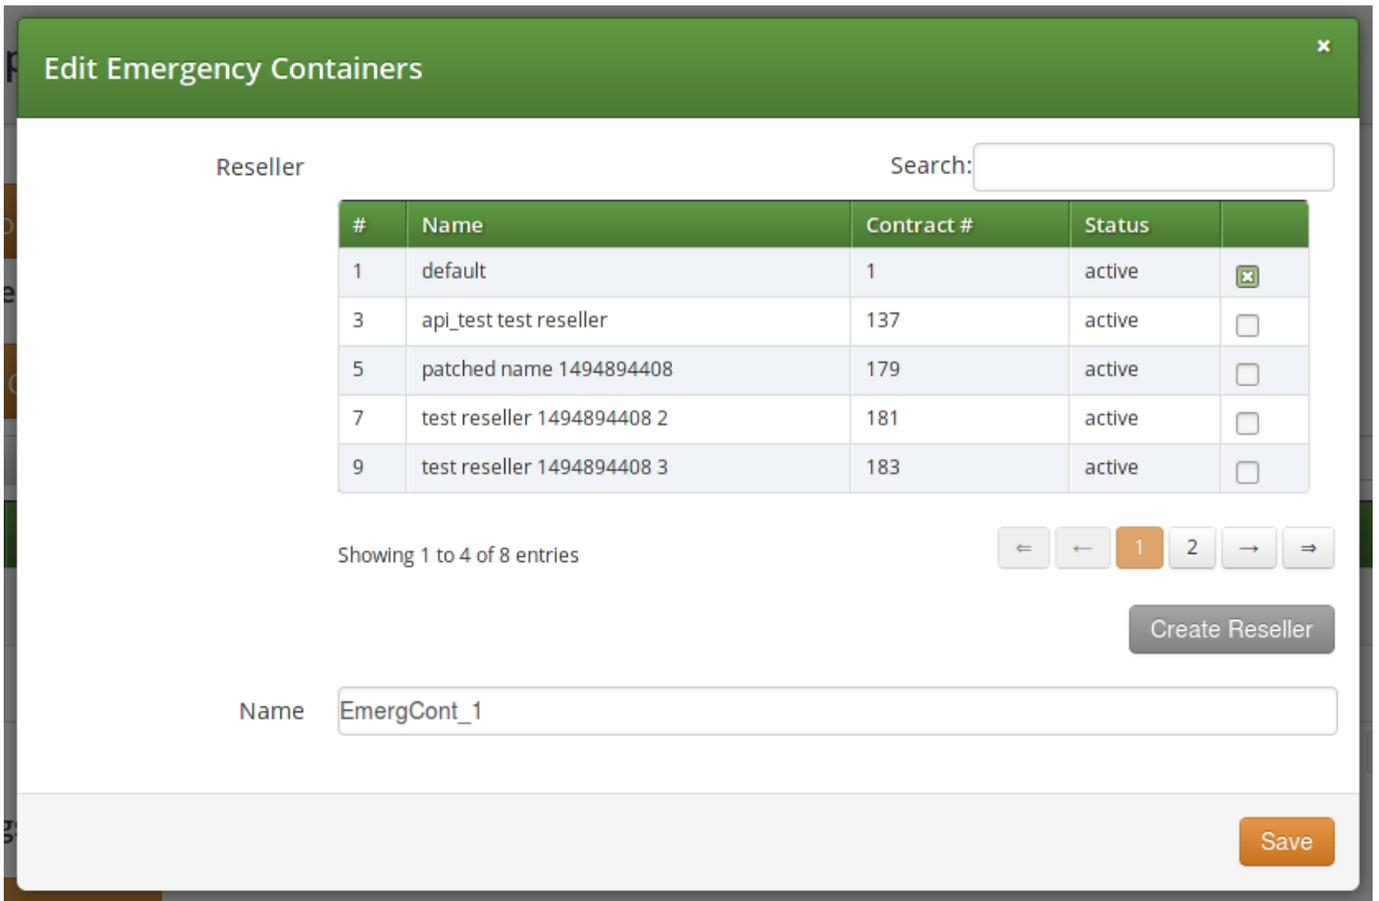 Edit Emergency Containers
×
Reseller
Search:
# Name Contract # Status
1 default 1 active
3 api_test test reseller 137 active
5 patched name 1494894408 179 active
7 test reseller 1494894408 2 181 active
9 test reseller 1494894408 3 183 active
Showing 1 to 4 of 8 entries
⇐ ← 1 2 → ⇒
Create Reseller
Name EmergCont_1
Save